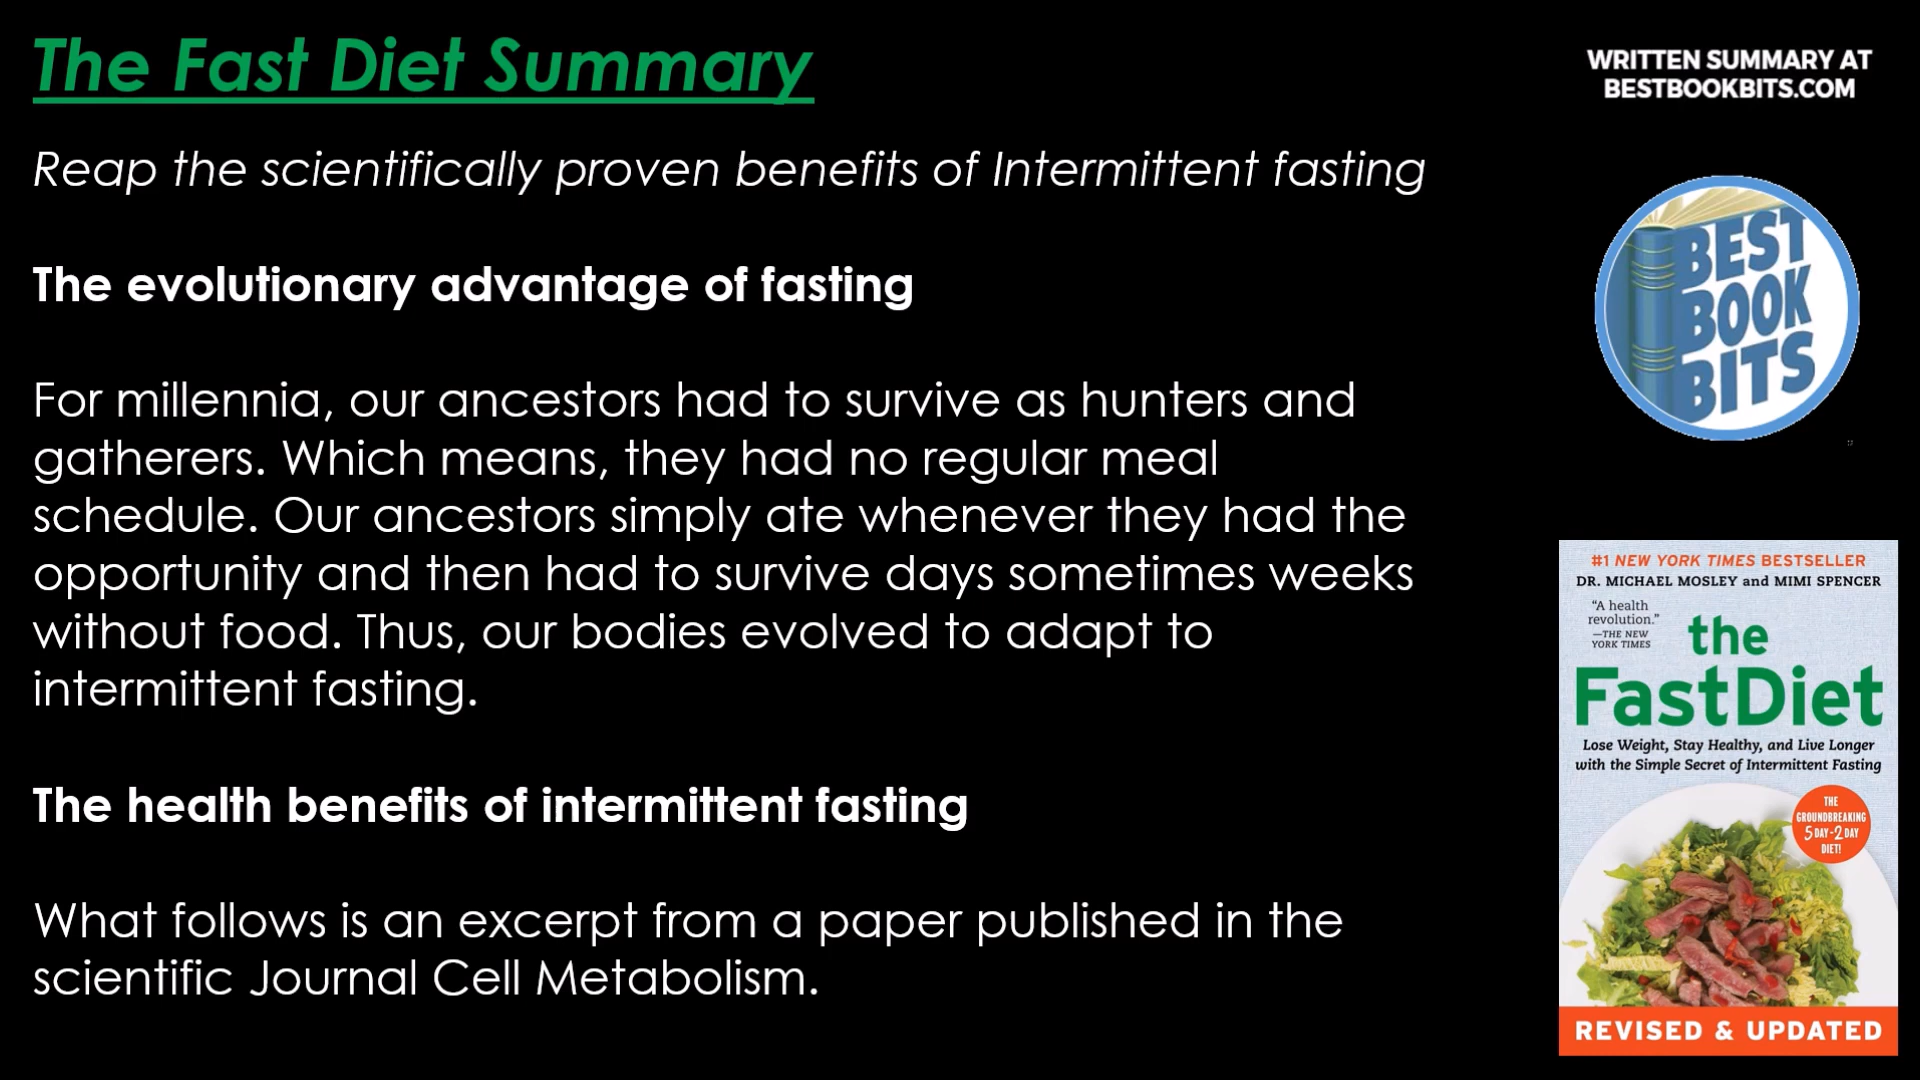 The Fast Diet Summary
Reap the scientifically proven benefits of Intermittent fasting
The evolutionary advantage of fasting
For millennia, our ancestors had to survive as hunters and
gatherers. Which means, they had no regular meal
schedule. Our ancestors simply ate whenever they had the
opportunity and then had to survive days sometimes weeks
without food. Thus, our bodies evolved to adapt to
intermittent fasting.
The health benefits of intermittent fasting
What follows is an excerpt from a paper published in the
scientific Journal Cell Metabolism.
WRITTEN SUMMARY AT
BESTBOOKBITS.COM
BEST
BOOK
BITS
#1 NEW YORK TIMES BESTSELLER
DR. MICHAEL MOSLEY and MIMI SPENCER
"A health
revolution."
—THE NEW
YORK TIMES
the
FastDiet
Lose Weight, Stay Healthy, and Live Longer
with the Simple Secret of Intermittent Fasting
THE
GROUNDBREAKING
5 DAY-2 DAY
DIET!
REVISED & UPDATED